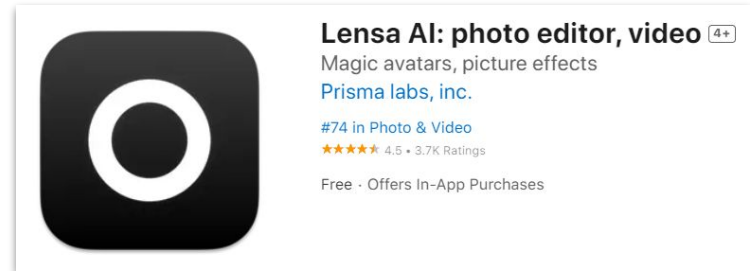 Lensa AI: photo editor, video 4+
Magic avatars, picture effects
Prisma labs, inc.
#74 in Photo & Video
★★★★★ 4.5 • 3.7K Ratings
Free · Offers In-App Purchases